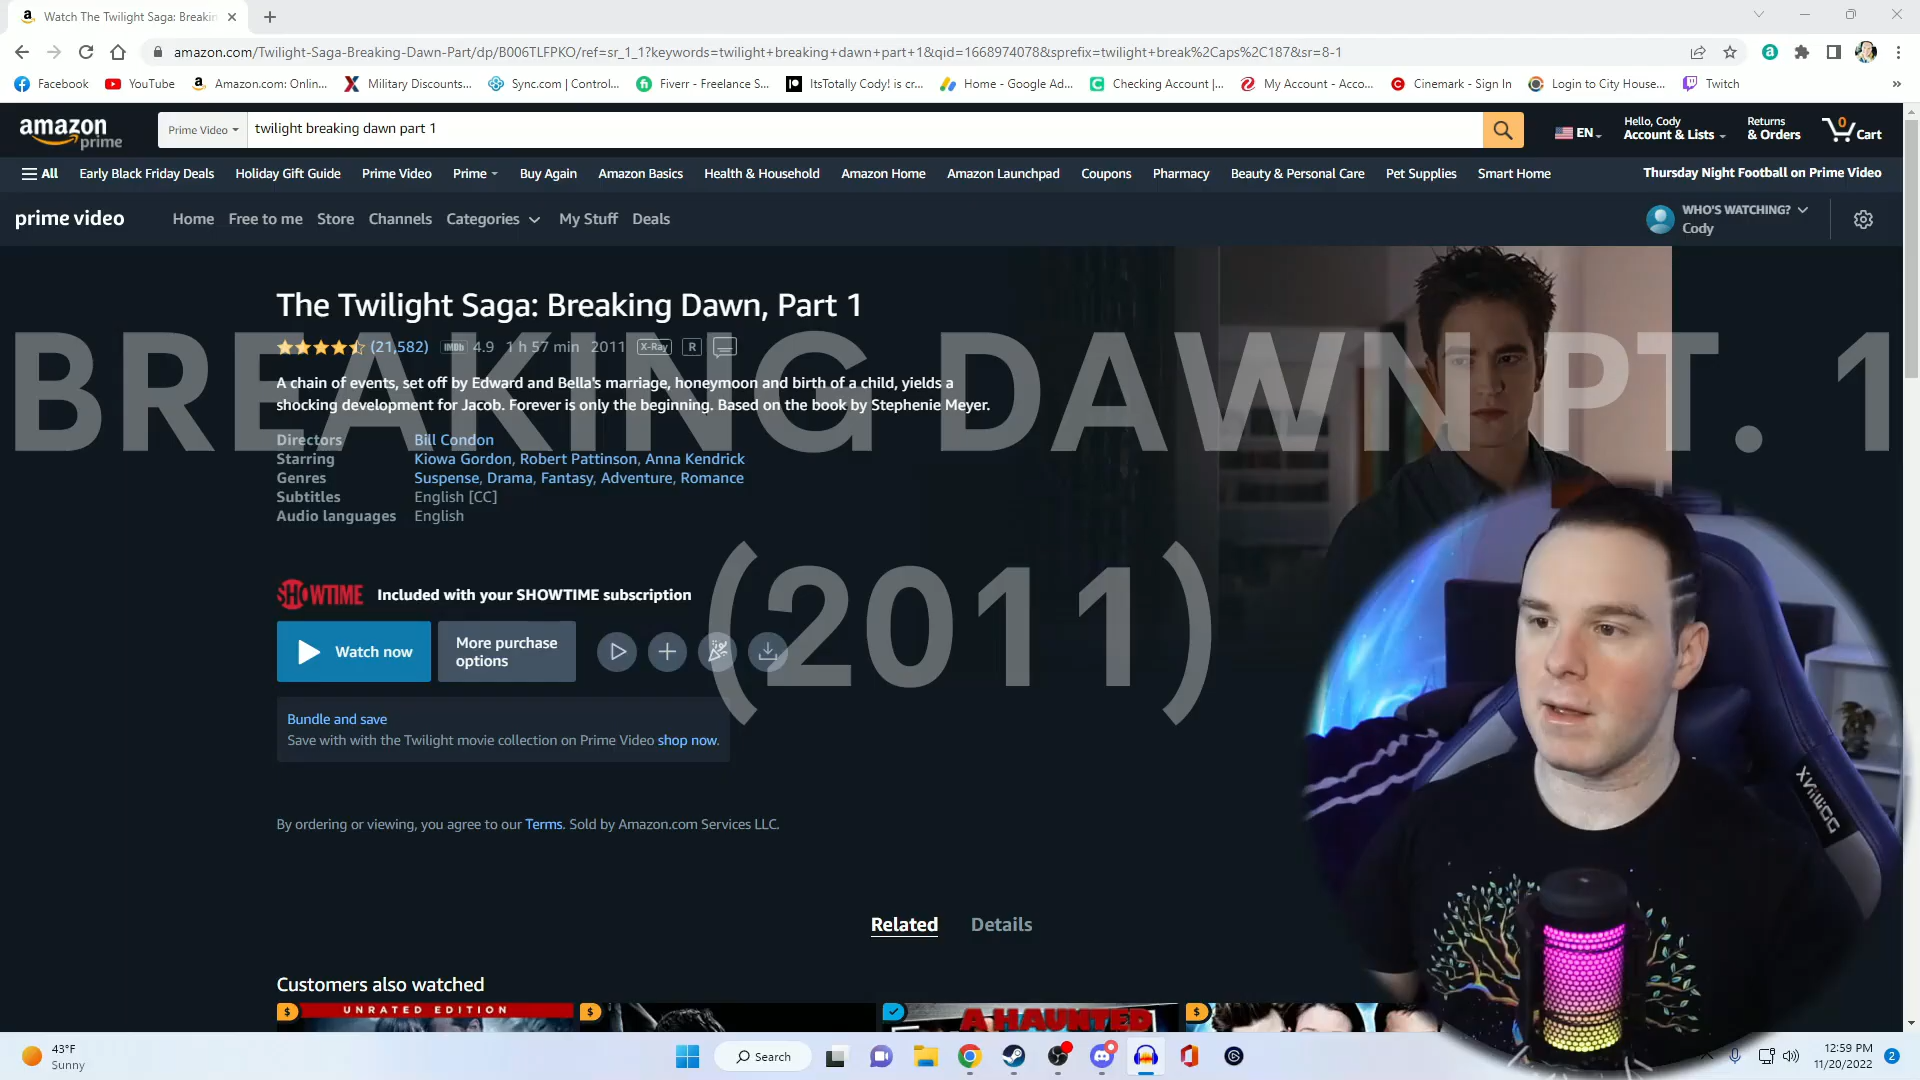 Watch The Twilight Saga: Breakin
amazon.com/Twilight-Saga-Breaking-Dawn-Part/dp/B006TLFPKO/ref=sr_1_1?keywords=twilight+breaking+dawn+part+1&qid=1668974078&sprefix=twilight+break%2Caps%2C187&sr=8-1
Facebook YouTube Amazon.com: Onlin... Military Discounts... Sync.com | Control... Fiverr - Freelance S... ItsTotally Cody! is cr... Home - Google Ad... Checking Account |... My Account - Acco... Cinemark - Sign In Login to City House... Twitch
amazon prime Prime Video twilight breaking dawn part 1 EN Hello, Cody Account & Lists Returns & Orders 0 Cart
All Early Black Friday Deals Holiday Gift Guide Prime Video Prime Buy Again Amazon Basics Health & Household Amazon Home Amazon Launchpad Coupons Pharmacy Beauty & Personal Care Pet Supplies Smart Home Thursday Night Football on Prime Video
prime video Home Free to me Store Channels Categories My Stuff Deals WHO'S WATCHING? Cody
The Twilight Saga: Breaking Dawn, Part 1
(21,582) IMDb 4.9 1 h 57 min 2011 X-Ray R
BREAKING DAWN PT. 1
A chain of events, set off by Edward and Bella's marriage, honeymoon and birth of a child, yields a
shocking development for Jacob. Forever is only the beginning. Based on the book by Stephenie Meyer.
Directors Bill Condon
Starring Kiowa Gordon, Robert Pattinson, Anna Kendrick
Genres Suspense, Drama, Fantasy, Adventure, Romance
Subtitles English [CC]
Audio languages English
(2011)
SHOWTIME Included with your SHOWTIME subscription
Watch now More purchase options
Bundle and save
Save with with the Twilight movie collection on Prime Video shop now.
By ordering or viewing, you agree to our Terms. Sold by Amazon.com Services LLC.
Related Details
Customers also watched
$ UNRATED EDITION $ A HAUNTED $
43°F
Sunny
Search
12:59 PM
11/20/2022
2